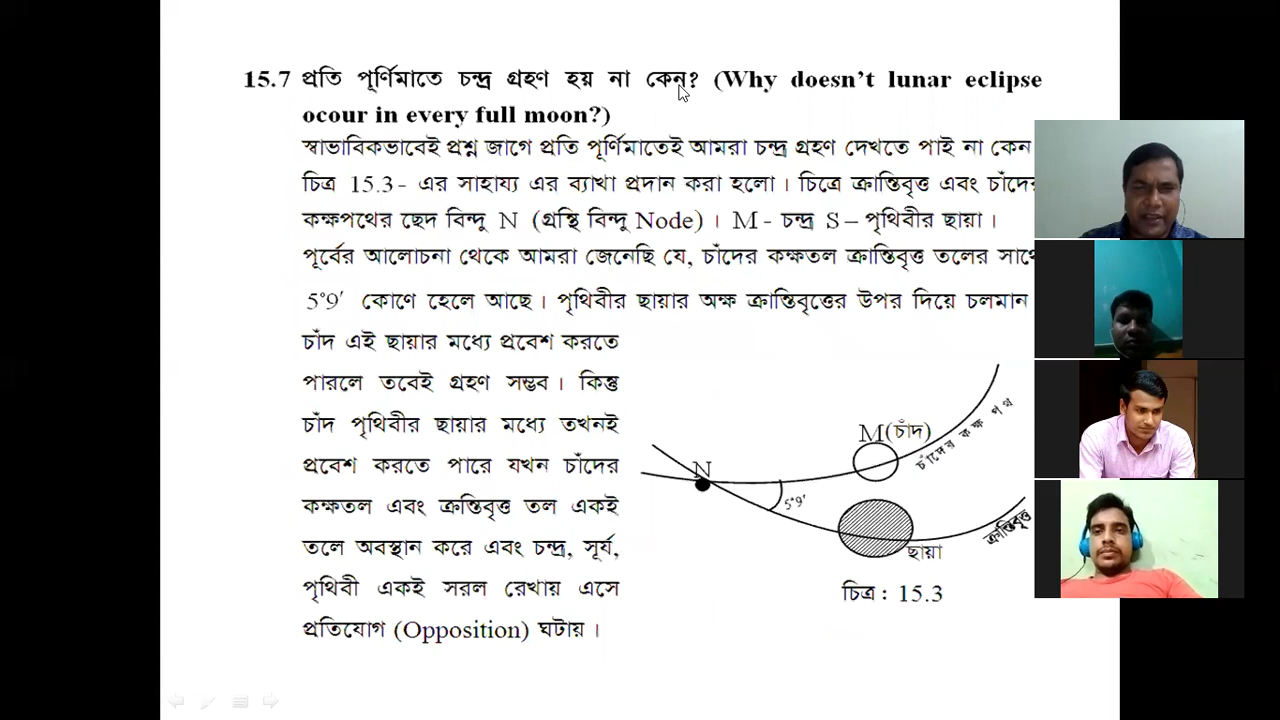 15.7 প্রতি পূর্ণিমাতে চন্দ্র গ্রহণ হয় না কেন? (Why doesn't lunar eclipse
ocour in every full moon?)
স্বাভাবিকভাবেই প্রশ্ন জাগে প্রতি পূর্ণিমাতেই আমরা চন্দ্র গ্রহণ দেখতে পাই না কেন
চিত্র 15.3- এর সাহায্য এর ব্যাখা প্রদান করা হলো। চিত্রে ক্রান্তিবৃত্ত এবং চাঁদের
কক্ষপথের ছেদ বিন্দু N (গ্রন্থি বিন্দু Node) । M - চন্দ্র S – পৃথিবীর ছায়া।
পূর্বের আলোচনা থেকে আমরা জেনেছি যে, চাঁদের কক্ষতল ক্রান্তিবৃত্ত তলের সাথে
5°9′ কোণে হেলে আছে। পৃথিবীর ছায়ার অক্ষ ক্রান্তিবৃত্তের উপর দিয়ে চলমান
চাঁদ এই ছায়ার মধ্যে প্রবেশ করতে
পারলে তবেই গ্রহণ সম্ভব। কিন্তু
চাঁদ পৃথিবীর ছায়ার মধ্যে তখনই
প্রবেশ করতে পারে যখন চাঁদের
কক্ষতল এবং ক্রন্তিবৃত্ত তল একই
তলে অবস্থান করে এবং চন্দ্র, সূর্য,
পৃথিবী একই সরল রেখায় এসে
প্রতিযোগ (Opposition) ঘটায়।
M(চাঁদ)
চাঁদের কক্ষ পথ
N
5°9′
ছায়া
ক্রান্তিবৃত্ত
চিত্র : 15.3